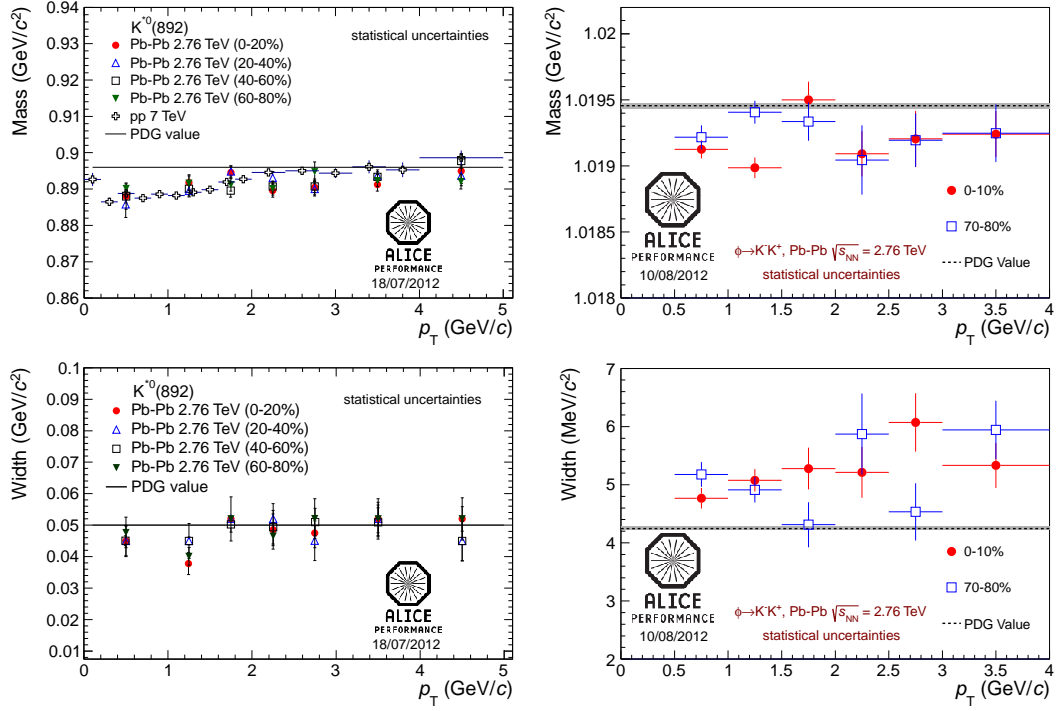 Mass (GeV/c²)
0.94
0.93
0.92
0.91
0.9
0.89
0.88
0.87
0.86
K*⁰(892)
Pb-Pb 2.76 TeV (0-20%)
Pb-Pb 2.76 TeV (20-40%)
Pb-Pb 2.76 TeV (40-60%)
Pb-Pb 2.76 TeV (60-80%)
pp 7 TeV
PDG value
statistical uncertainties
ALICE
PERFORMANCE
18/07/2012
0 1 2 3 4 5
p_T (GeV/c)
Mass (GeV/c²)
1.02
1.0195
1.019
1.0185
1.018
ALICE
PERFORMANCE
10/08/2012
0-10%
70-80%
PDG Value
ϕ→K⁻K⁺, Pb-Pb √s_NN = 2.76 TeV
statistical uncertainties
0 0.5 1 1.5 2 2.5 3 3.5 4
p_T (GeV/c)
Width (GeV/c²)
0.1
0.09
0.08
0.07
0.06
0.05
0.04
0.03
0.02
0.01
K*⁰(892)
Pb-Pb 2.76 TeV (0-20%)
Pb-Pb 2.76 TeV (20-40%)
Pb-Pb 2.76 TeV (40-60%)
Pb-Pb 2.76 TeV (60-80%)
PDG value
statistical uncertainties
ALICE
PERFORMANCE
18/07/2012
0 1 2 3 4 5
p_T (GeV/c)
Width (MeV/c²)
7
6
5
4
3
2
ALICE
PERFORMANCE
10/08/2012
0-10%
70-80%
PDG Value
ϕ→K⁻K⁺, Pb-Pb √s_NN = 2.76 TeV
statistical uncertainties
0 0.5 1 1.5 2 2.5 3 3.5 4
p_T (GeV/c)